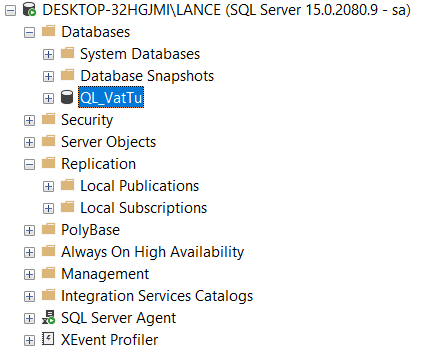 DESKTOP-32HGJMI\LANCE (SQL Server 15.0.2080.9 - sa)
Databases
System Databases
Database Snapshots
QL_VatTu
Security
Server Objects
Replication
Local Publications
Local Subscriptions
PolyBase
Always On High Availability
Management
Integration Services Catalogs
SQL Server Agent
XEvent Profiler